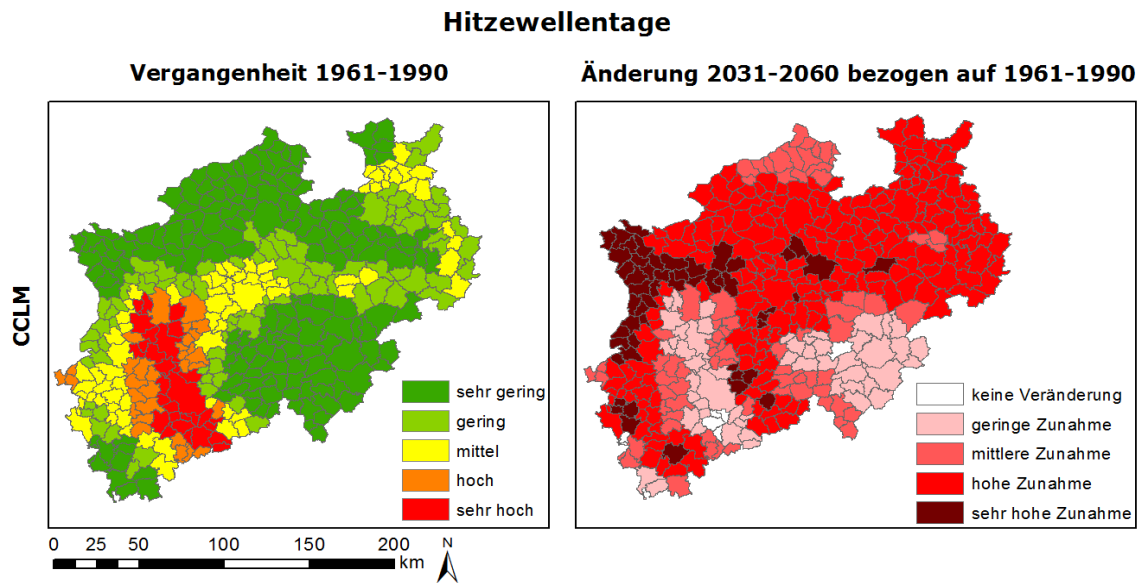 Hitzewellentage
Vergangenheit 1961-1990
Änderung 2031-2060 bezogen auf 1961-1990
CCLM
sehr gering
gering
mittel
hoch
sehr hoch
keine Veränderung
geringe Zunahme
mittlere Zunahme
hohe Zunahme
sehr hohe Zunahme
0 25 50 100 150 200
km
N